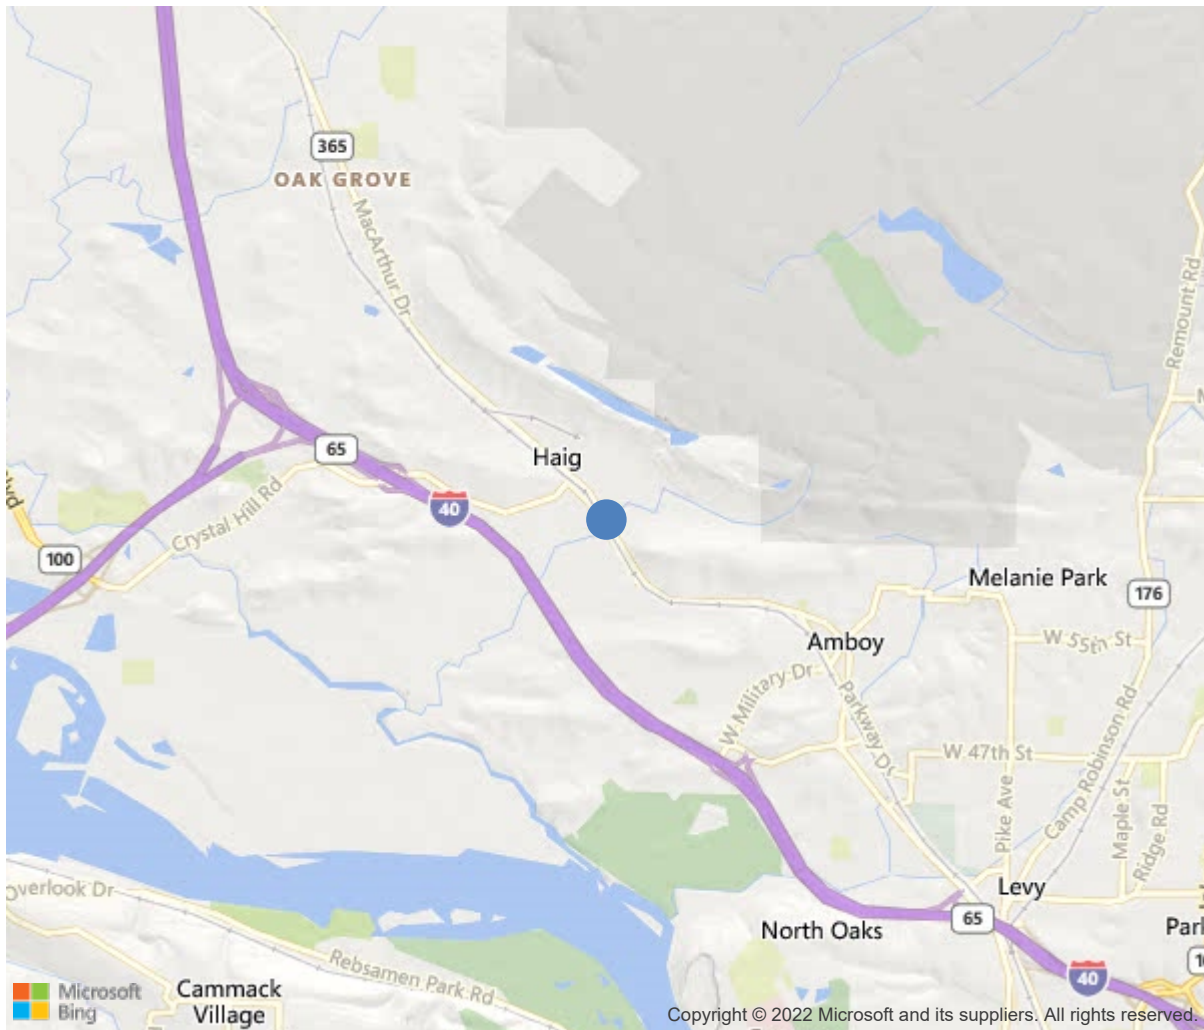 365
OAK GROVE
MacArthur Dr
Remount Rd
Haig
65
40
Crystal Hill Rd
100
Melanie Park
176
W 55th St
Amboy
W Military Dr
Parkway Dr
W 47th St
Pike Ave
Camp Robinson Rd
Maple St
Ridge Rd
Overlook Dr
Levy
65
North Oaks
40
Rebsamen Park Rd
Cammack
Village
Microsoft
Bing
Copyright © 2022 Microsoft and its suppliers. All rights reserved.